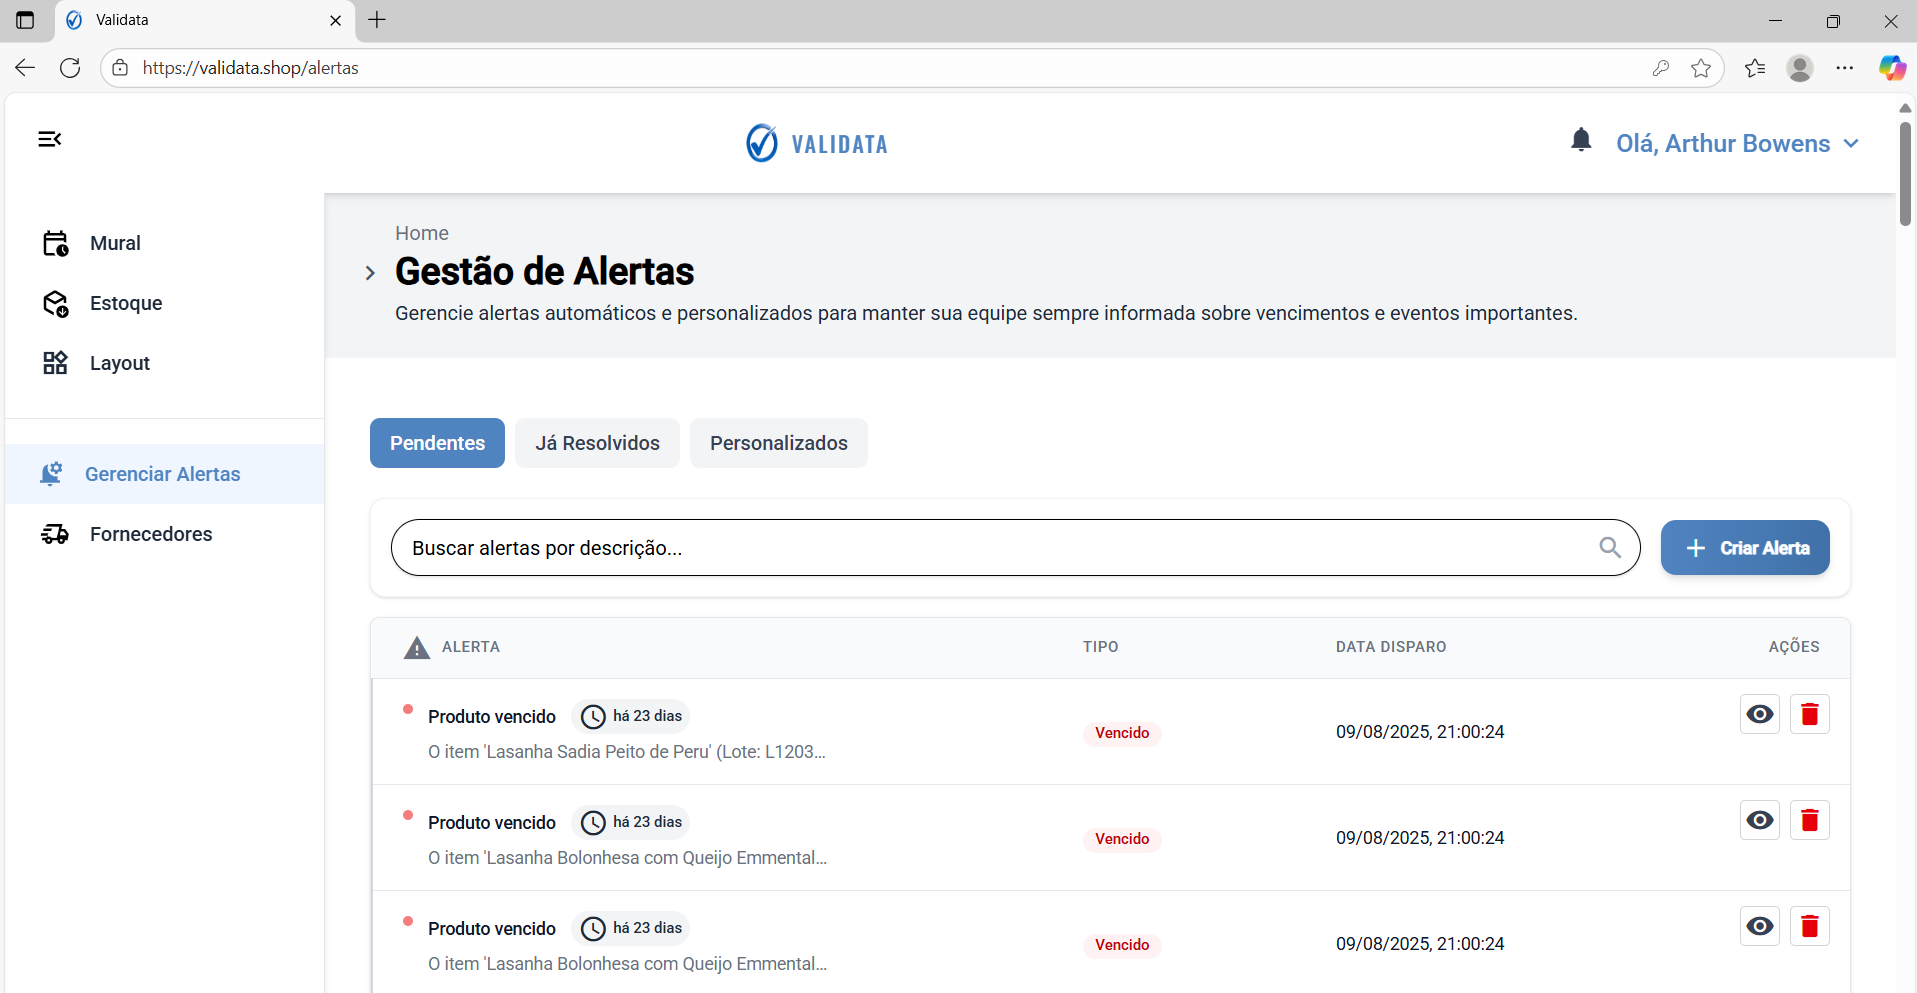 Validata
https://validata.shop/alertas
VALIDATA
Olá, Arthur Bowens
Mural
Estoque
Layout
Gerenciar Alertas
Fornecedores
Home
Gestão de Alertas
Gerencie alertas automáticos e personalizados para manter sua equipe sempre informada sobre vencimentos e eventos importantes.
Pendentes Já Resolvidos Personalizados
Buscar alertas por descrição...
Criar Alerta
ALERTA TIPO DATA DISPARO AÇÕES
Produto vencido há 23 dias
O item 'Lasanha Sadia Peito de Peru' (Lote: L1203...
Vencido 09/08/2025, 21:00:24
Produto vencido há 23 dias
O item 'Lasanha Bolonhesa com Queijo Emmental...
Vencido 09/08/2025, 21:00:24
Produto vencido há 23 dias
O item 'Lasanha Bolonhesa com Queijo Emmental...
Vencido 09/08/2025, 21:00:24